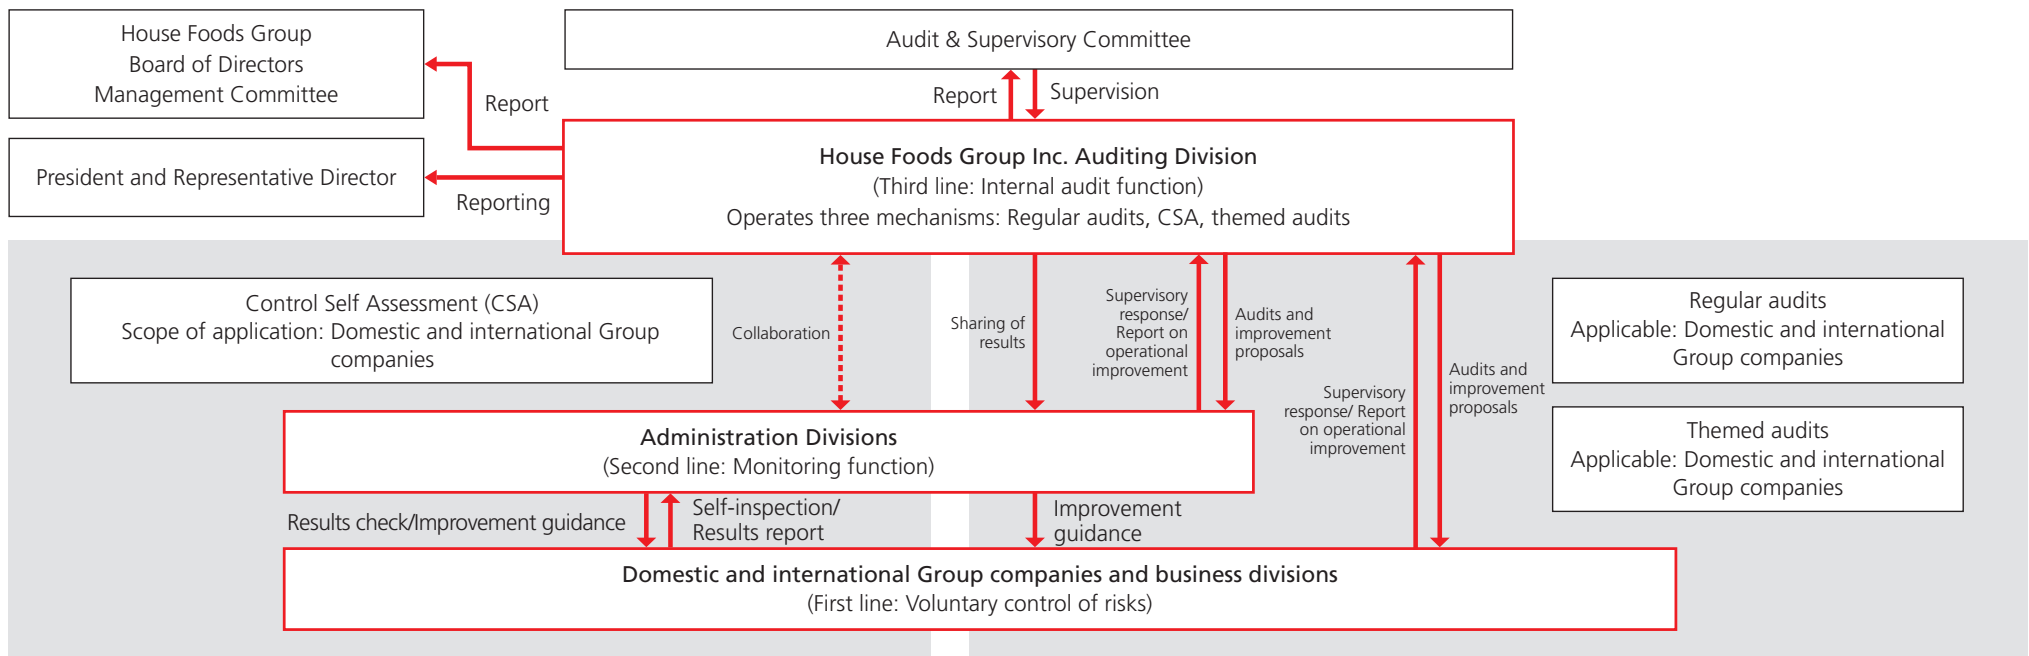 House Foods Group
Board of Directors
Management Committee
Audit & Supervisory Committee
Report
Report
Supervision
President and Representative Director
Reporting
House Foods Group Inc. Auditing Division
(Third line: Internal audit function)
Operates three mechanisms: Regular audits, CSA, themed audits
Control Self Assessment (CSA)
Scope of application: Domestic and international Group
companies
Collaboration
Sharing of
results
Supervisory
response/
Report on
operational
improvement
Audits and
improvement
proposals
Supervisory
response/ Report
on operational
improvement
Audits and
improvement
proposals
Regular audits
Applicable: Domestic and international
Group companies
Themed audits
Applicable: Domestic and international
Group companies
Administration Divisions
(Second line: Monitoring function)
Results check/Improvement guidance
Self-inspection/
Results report
Improvement
guidance
Domestic and international Group companies and business divisions
(First line: Voluntary control of risks)